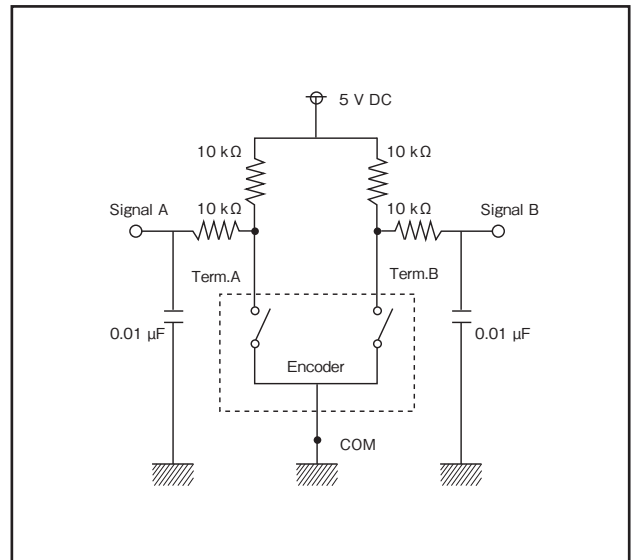 5 V DC
10 kΩ
10 kΩ
Signal A
10 kΩ
10 kΩ
Signal B
Term.A
Term.B
0.01 µF
Encoder
0.01 µF
COM